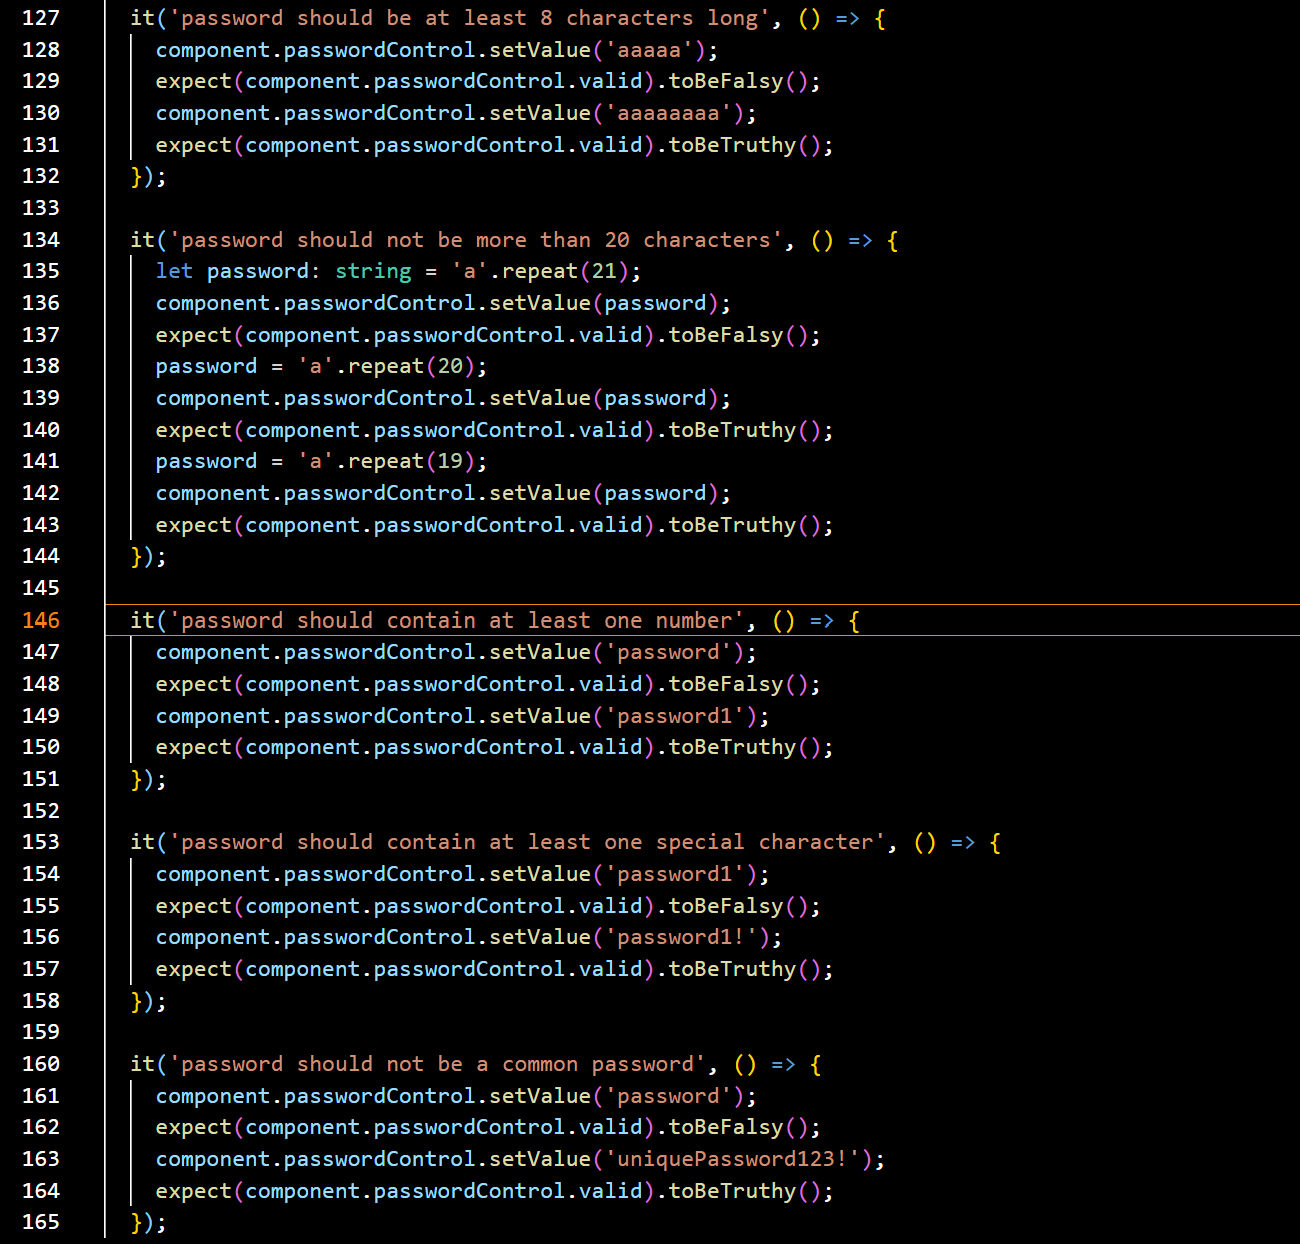 127 it('password should be at least 8 characters long', () => {
128 component.passwordControl.setValue('aaaaa');
129 expect(component.passwordControl.valid).toBeFalsy();
130 component.passwordControl.setValue('aaaaaaaa');
131 expect(component.passwordControl.valid).toBeTruthy();
132 });
133
134 it('password should not be more than 20 characters', () => {
135 let password: string = 'a'.repeat(21);
136 component.passwordControl.setValue(password);
137 expect(component.passwordControl.valid).toBeFalsy();
138 password = 'a'.repeat(20);
139 component.passwordControl.setValue(password);
140 expect(component.passwordControl.valid).toBeTruthy();
141 password = 'a'.repeat(19);
142 component.passwordControl.setValue(password);
143 expect(component.passwordControl.valid).toBeTruthy();
144 });
145
146 it('password should contain at least one number', () => {
147 component.passwordControl.setValue('password');
148 expect(component.passwordControl.valid).toBeFalsy();
149 component.passwordControl.setValue('password1');
150 expect(component.passwordControl.valid).toBeTruthy();
151 });
152
153 it('password should contain at least one special character', () => {
154 component.passwordControl.setValue('password1');
155 expect(component.passwordControl.valid).toBeFalsy();
156 component.passwordControl.setValue('password1!');
157 expect(component.passwordControl.valid).toBeTruthy();
158 });
159
160 it('password should not be a common password', () => {
161 component.passwordControl.setValue('password');
162 expect(component.passwordControl.valid).toBeFalsy();
163 component.passwordControl.setValue('uniquePassword123!');
164 expect(component.passwordControl.valid).toBeTruthy();
165 });